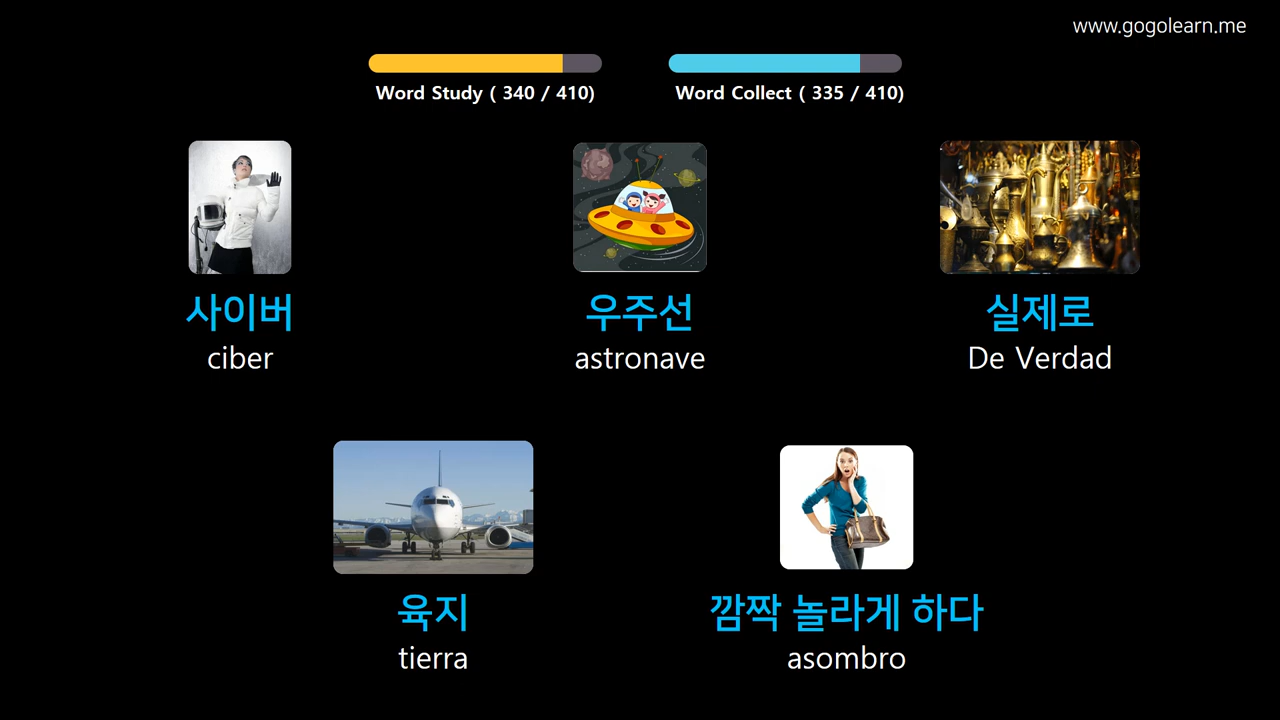 www.gogolearn.me
Word Study ( 340 / 410)
Word Collect ( 335 / 410)
사이버
ciber
우주선
astronave
실제로
De Verdad
육지
tierra
깜짝 놀라게 하다
asombro